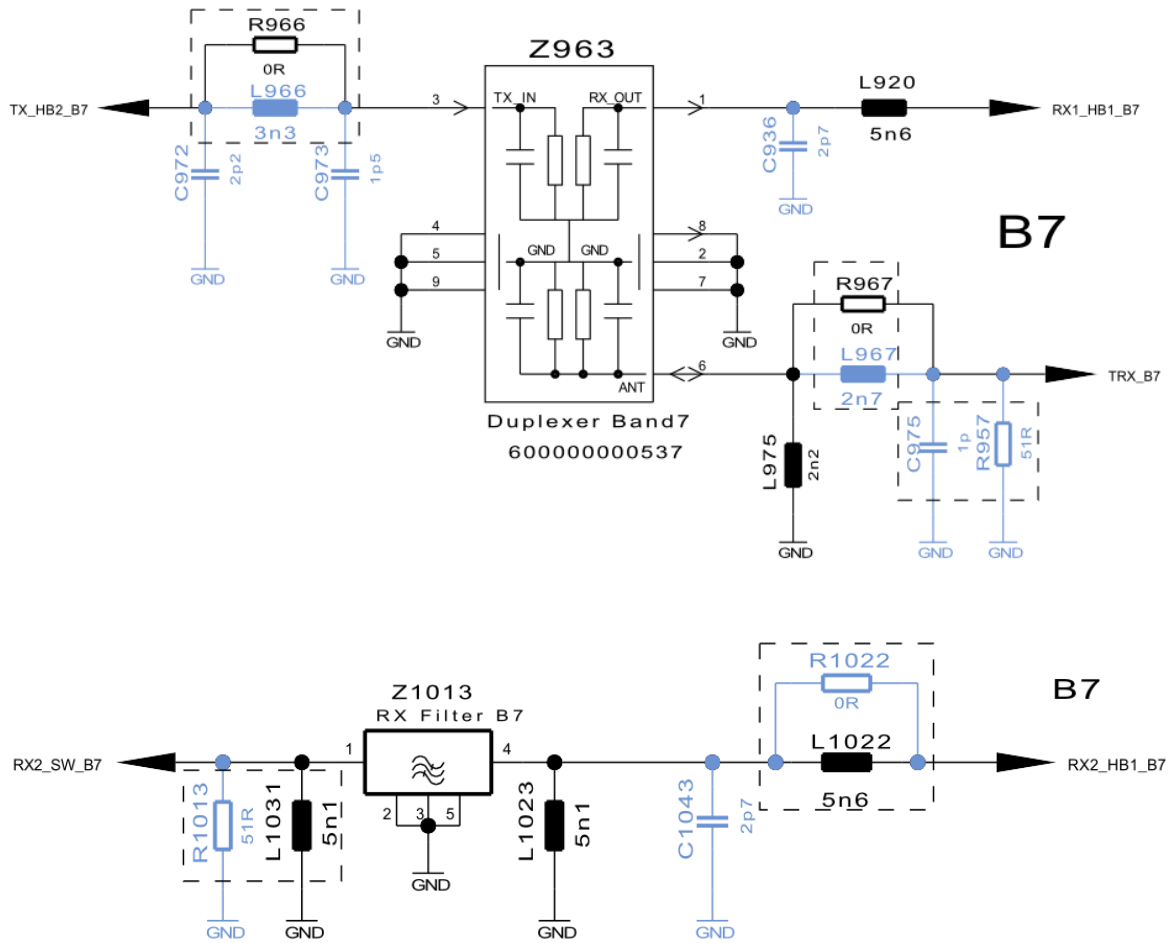 R966
0R
L966
3n3
TX_HB2_B7
C972
2p2
C973
1p5
GND
GND
Z963
3
TX_IN
RX_OUT
1
4
5
9
GND
GND
8
2
7
GND
GND
6
ANT
Duplexer Band7
600000000537
L920
5n6
RX1_HB1_B7
C936
2p7
GND
B7
R967
0R
L967
2n7
TRX_B7
L975
2n2
C975
1p
R957
51R
GND
GND
GND
Z1013
RX Filter B7
1
4
2
3
5
GND
RX2_SW_B7
R1013
51R
L1031
5n1
GND
GND
L1023
5n1
GND
C1043
2p7
GND
R1022
0R
L1022
5n6
B7
RX2_HB1_B7